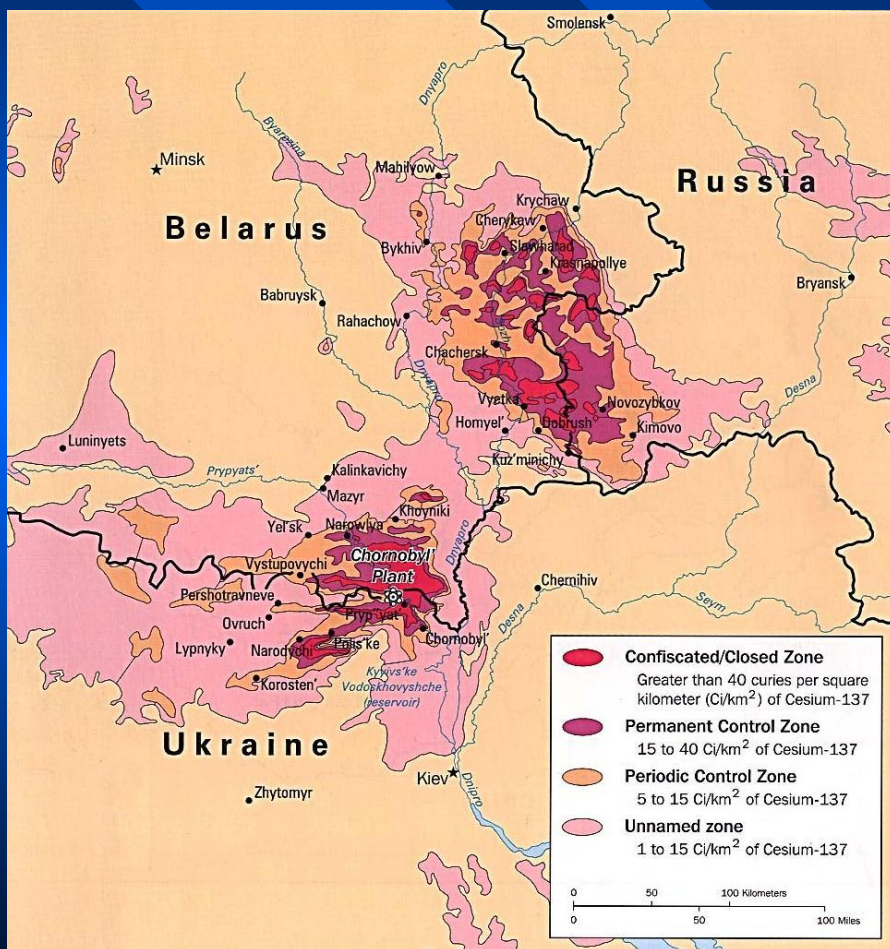 Smolensk
Dnyapro
Byarezina
Minsk
Mahilyow
Russia
Krychaw
Cherykaw
Belarus
Slawharad
Bykhiv
Krasnapollye
Bryansk
Babruysk
Rahachow
Chachersk
Dnyapro
Desna
Vyetka
Novozybkov
Homyel'
Dobrush
Kimovo
Luninyets
Kuz'minichy
Prypyats'
Kalinkavichy
Mazyr
Khoyniki
Yel'sk
Narowlya
Dnyapro
Chornobyl'
Plant
Vystupovychi
Chernihiv
Pershotravneve
Desna
Seym
Pryp''yat
Ovruch
Chornobyl'
Lypnyky
Narodychi
Polis'ke
Kyyivs'ke
Vodoskhovyshche
(reservoir)
Korosten'
Ukraine
Kiev
Dnipro
Zhytomyr
Confiscated/Closed Zone
Greater than 40 curies per square
kilometer (Ci/km²) of Cesium-137
Permanent Control Zone
15 to 40 Ci/km² of Cesium-137
Periodic Control Zone
5 to 15 Ci/km² of Cesium-137
Unnamed zone
1 to 15 Ci/km² of Cesium-137
0 50 100 Kilometers
0 50 100 Miles